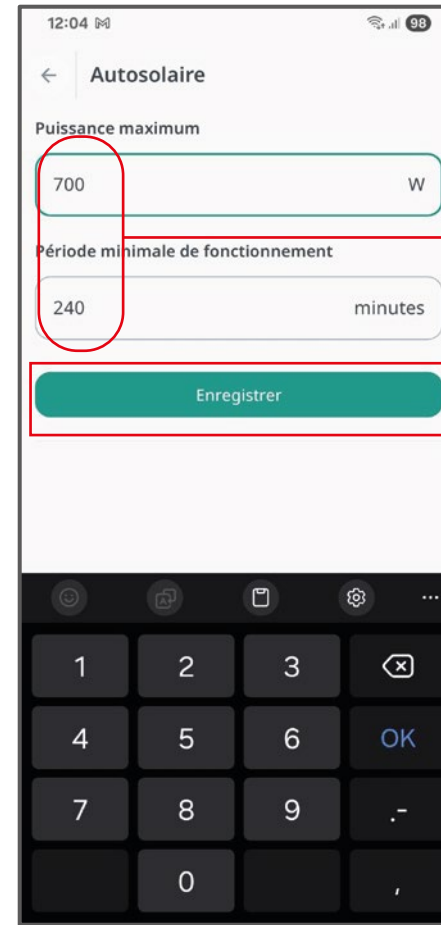 12:04
98
Autosolaire
Puissance maximum
700 W
Période minimale de fonctionnement
240 minutes
Enregistrer
1 2 3
4 5 6 OK
7 8 9 .-
0 ,